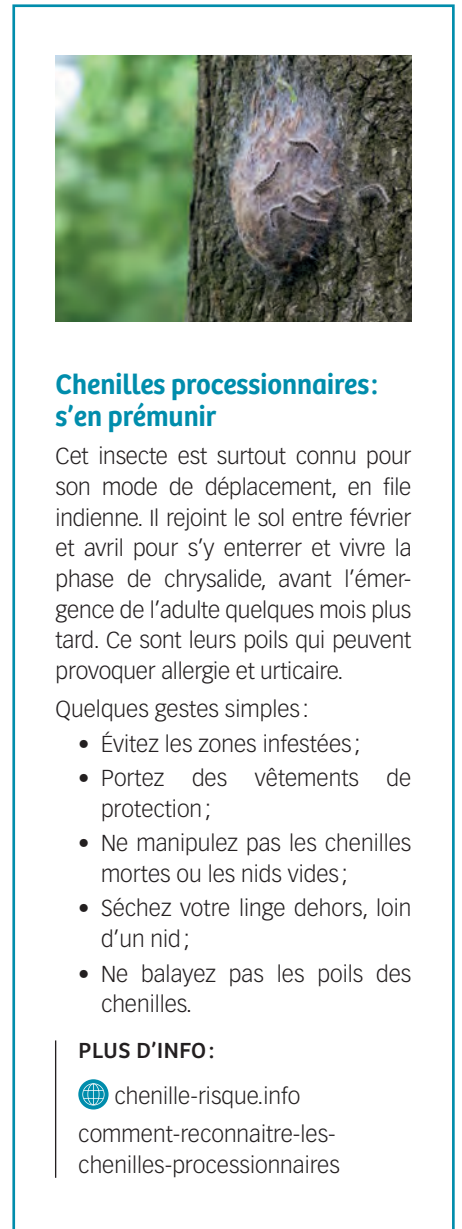 Chenilles processionnaires :
s’en prémunir
Cet insecte est surtout connu pour
son mode de déplacement, en file
indienne. Il rejoint le sol entre février
et avril pour s’y enterrer et vivre la
phase de chrysalide, avant l’émer-
gence de l’adulte quelques mois plus
tard. Ce sont leurs poils qui peuvent
provoquer allergie et urticaire.
Quelques gestes simples :
• Évitez les zones infestées ;
• Portez des vêtements de
protection ;
• Ne manipulez pas les chenilles
mortes ou les nids vides ;
• Séchez votre linge dehors, loin
d’un nid ;
• Ne balayez pas les poils des
chenilles.
PLUS D’INFO :
chenille-risque.info
comment-reconnaitre-les-
chenilles-processionnaires